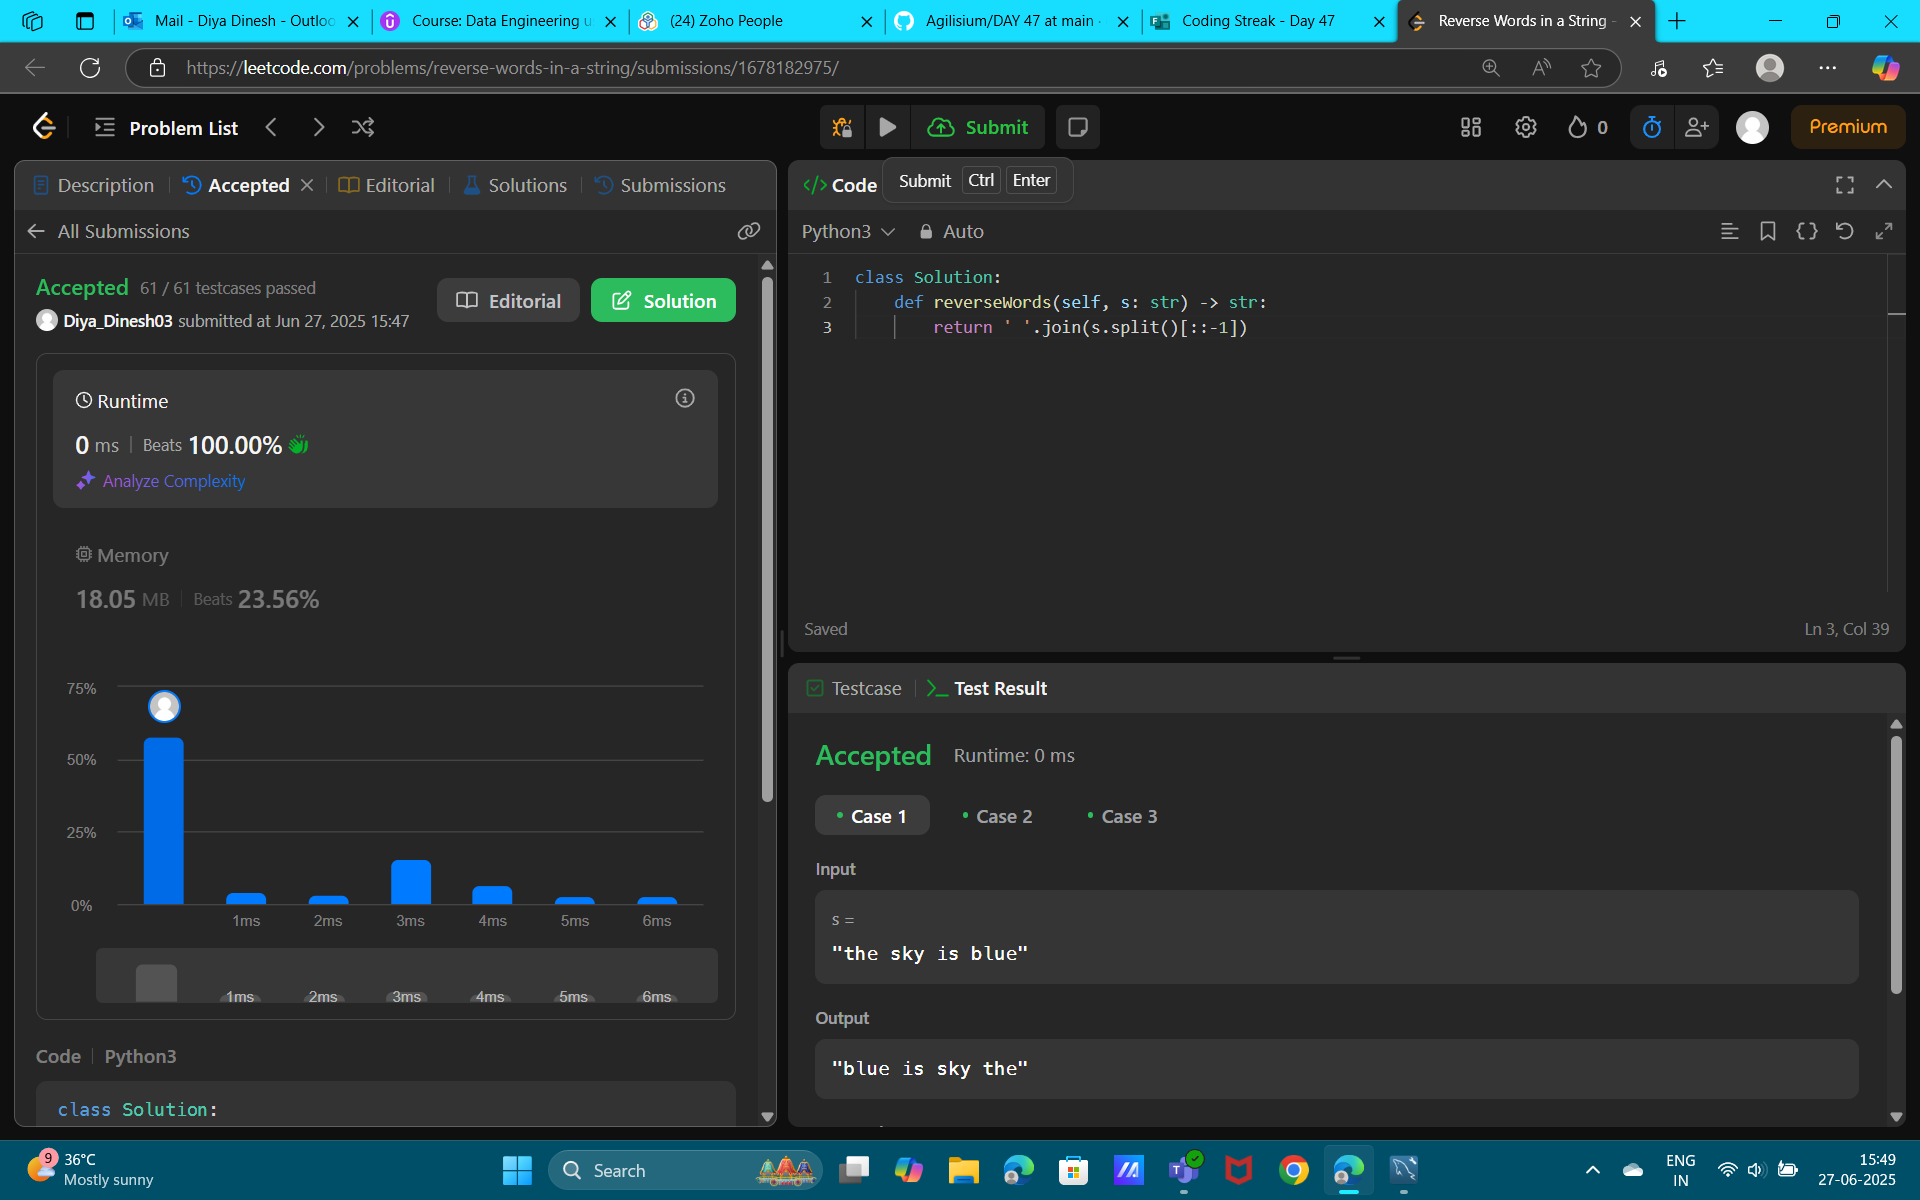 Mail - Diya Dinesh - Outloo
Course: Data Engineering u
(24) Zoho People
Agilisium/DAY 47 at main ·
Coding Streak - Day 47
Reverse Words in a String -
https://leetcode.com/problems/reverse-words-in-a-string/submissions/1678182975/
Problem List
Submit
0
Premium
Description
Accepted
Editorial
Solutions
Submissions
All Submissions
Accepted 61 / 61 testcases passed
Diya_Dinesh03 submitted at Jun 27, 2025 15:47
Editorial
Solution
Runtime
0 ms Beats 100.00%
Analyze Complexity
Memory
18.05 MB Beats 23.56%
75%
50%
25%
0%
1ms 2ms 3ms 4ms 5ms 6ms
1ms 2ms 3ms 4ms 5ms 6ms
Code Python3
class Solution:
</> Code
Submit Ctrl Enter
Python3 Auto
1 class Solution:
2 def reverseWords(self, s: str) -> str:
3 return ' '.join(s.split()[::-1])
Saved
Ln 3, Col 39
Testcase
Test Result
Accepted Runtime: 0 ms
Case 1 Case 2 Case 3
Input
s =
"the sky is blue"
Output
"blue is sky the"
9
36°C
Mostly sunny
Search
ENG
IN
15:49
27-06-2025